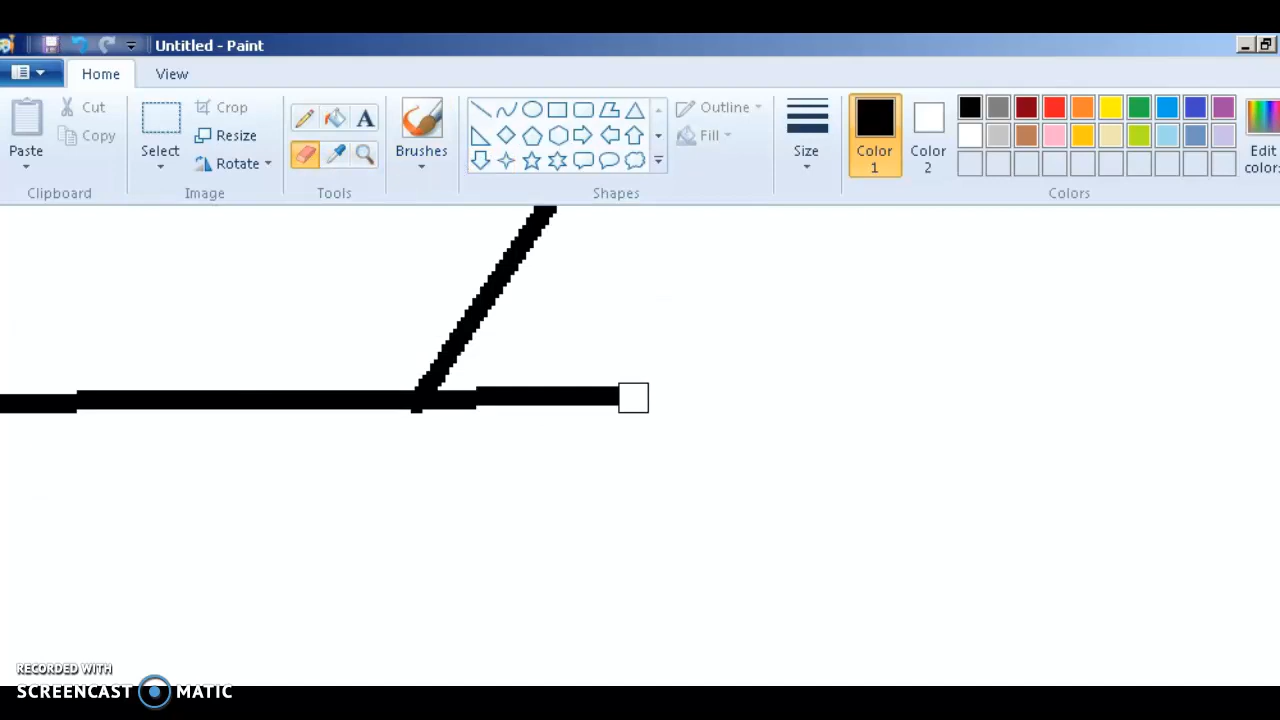 Untitled - Paint
Home View
Cut
Copy
Paste
Clipboard
Select
Crop
Resize
Rotate
Image
A
Tools
Brushes
Shapes
Outline
Fill
Size
Color 1
Color 2
Edit
color
Colors
RECORDED WITH
SCREENCAST MATIC